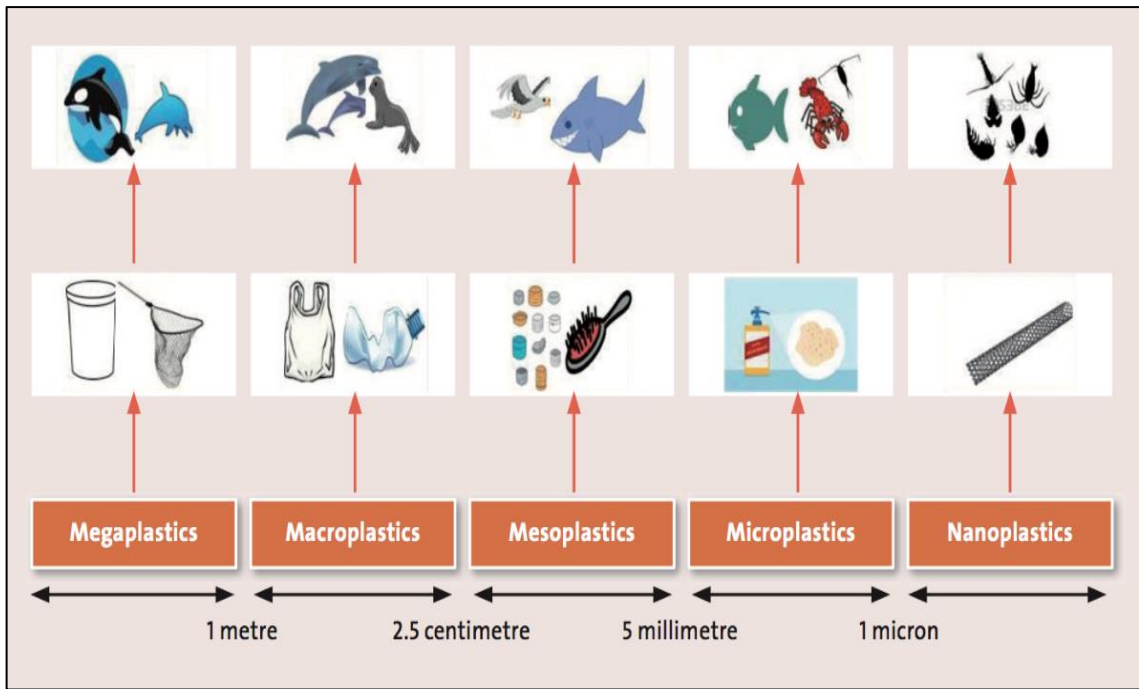 Megaplastics
Macroplastics
Mesoplastics
Microplastics
Nanoplastics
1 metre
2.5 centimetre
5 millimetre
1 micron